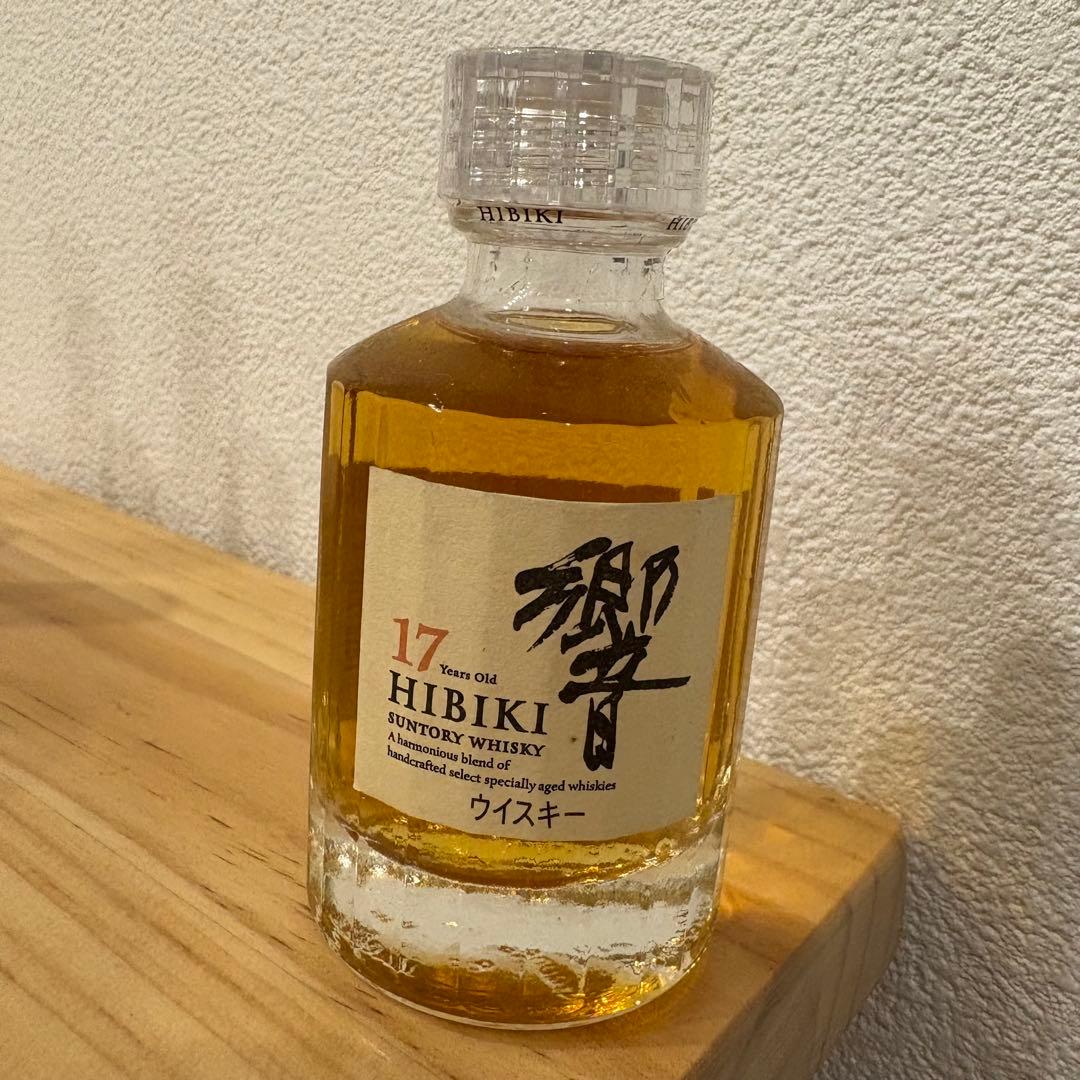 HIBIKI
響
17 Years Old
HIBIKI
SUNTORY WHISKY
A harmonious blend of
handcrafted select specially aged whiskies
ウイスキー